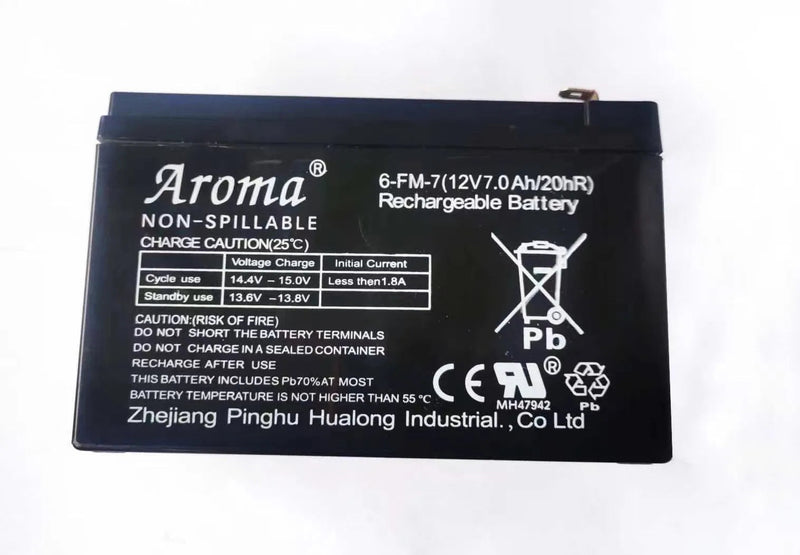 Aroma®
NON-SPILLABLE
6-FM-7(12V7.0Ah/20hR)
Rechargeable Battery
CHARGE CAUTION(25℃)
Voltage Charge Initial Current
Cycle use 14.4V - 15.0V Less then1.8A
Standby use 13.6V -13.8V
CAUTION:(RISK OF FIRE)
DO NOT SHORT THE BATTERY TERMINALS
DO NOT CHARGE IN A SEALED CONTAINER
RECHARGE AFTER USE
THIS BATTERY INCLUDES Pb70%AT MOST
BATTERY TEMPERATURE IS NOT HIGHER THAN 55℃
Pb
CE
UR®
MH47942
Pb
Zhejiang Pinghu Hualong Industrial.,Co Ltd